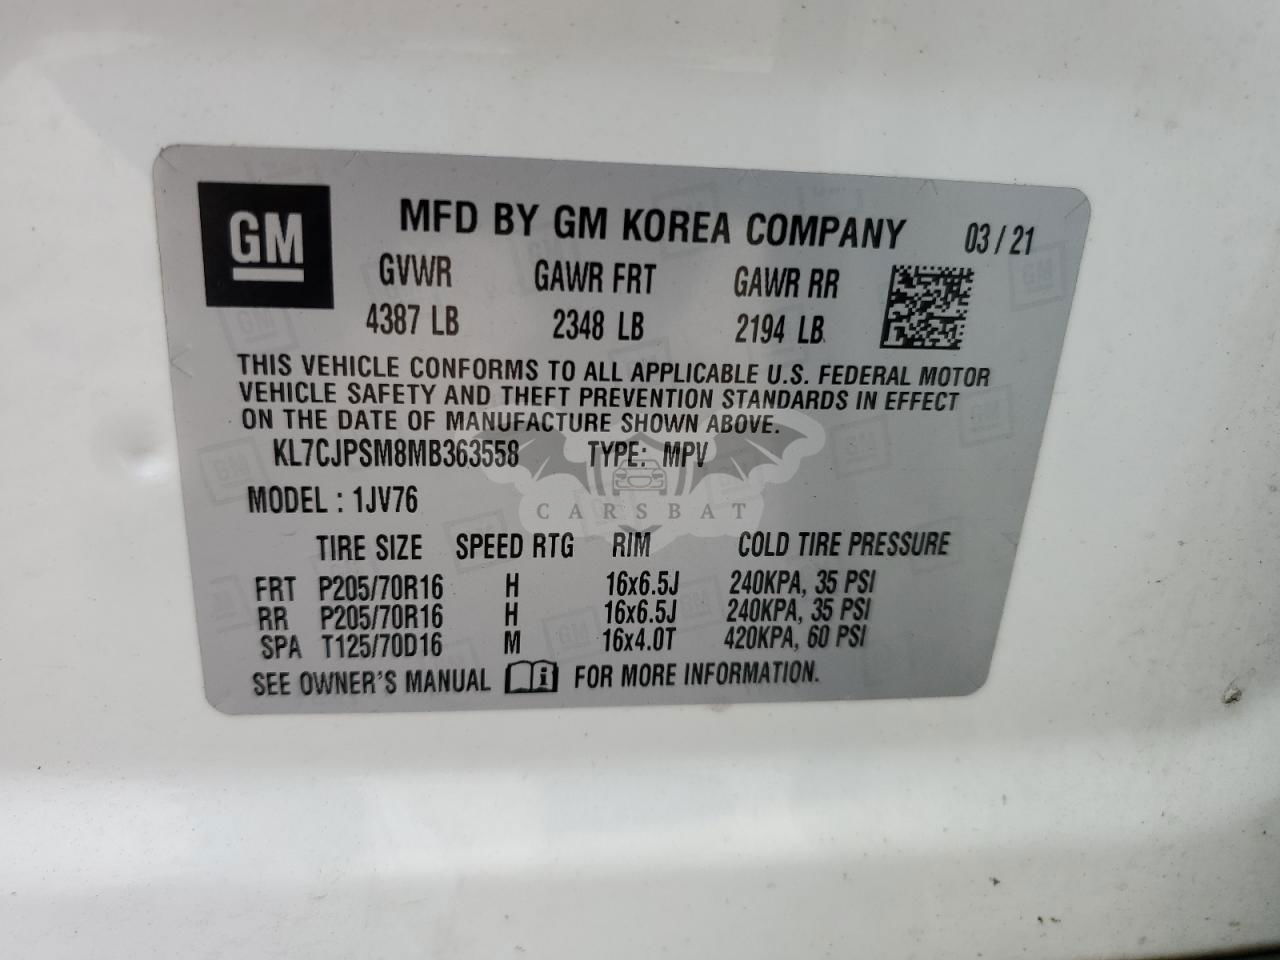 GM
MFD BY GM KOREA COMPANY 03 / 21
GVWR GAWR FRT GAWR RR
4387 LB 2348 LB 2194 LB
THIS VEHICLE CONFORMS TO ALL APPLICABLE U.S. FEDERAL MOTOR
VEHICLE SAFETY AND THEFT PREVENTION STANDARDS IN EFFECT
ON THE DATE OF MANUFACTURE SHOWN ABOVE.
KL7CJPSM8MB363558 TYPE: MPV
MODEL : 1JV76
CARSBAT
TIRE SIZE SPEED RTG RIM COLD TIRE PRESSURE
FRT P205/70R16 H 16x6.5J 240KPA, 35 PSI
RR P205/70R16 H 16x6.5J 240KPA, 35 PSI
SPA T125/70D16 M 16x4.0T 420KPA, 60 PSI
SEE OWNER'S MANUAL i FOR MORE INFORMATION.